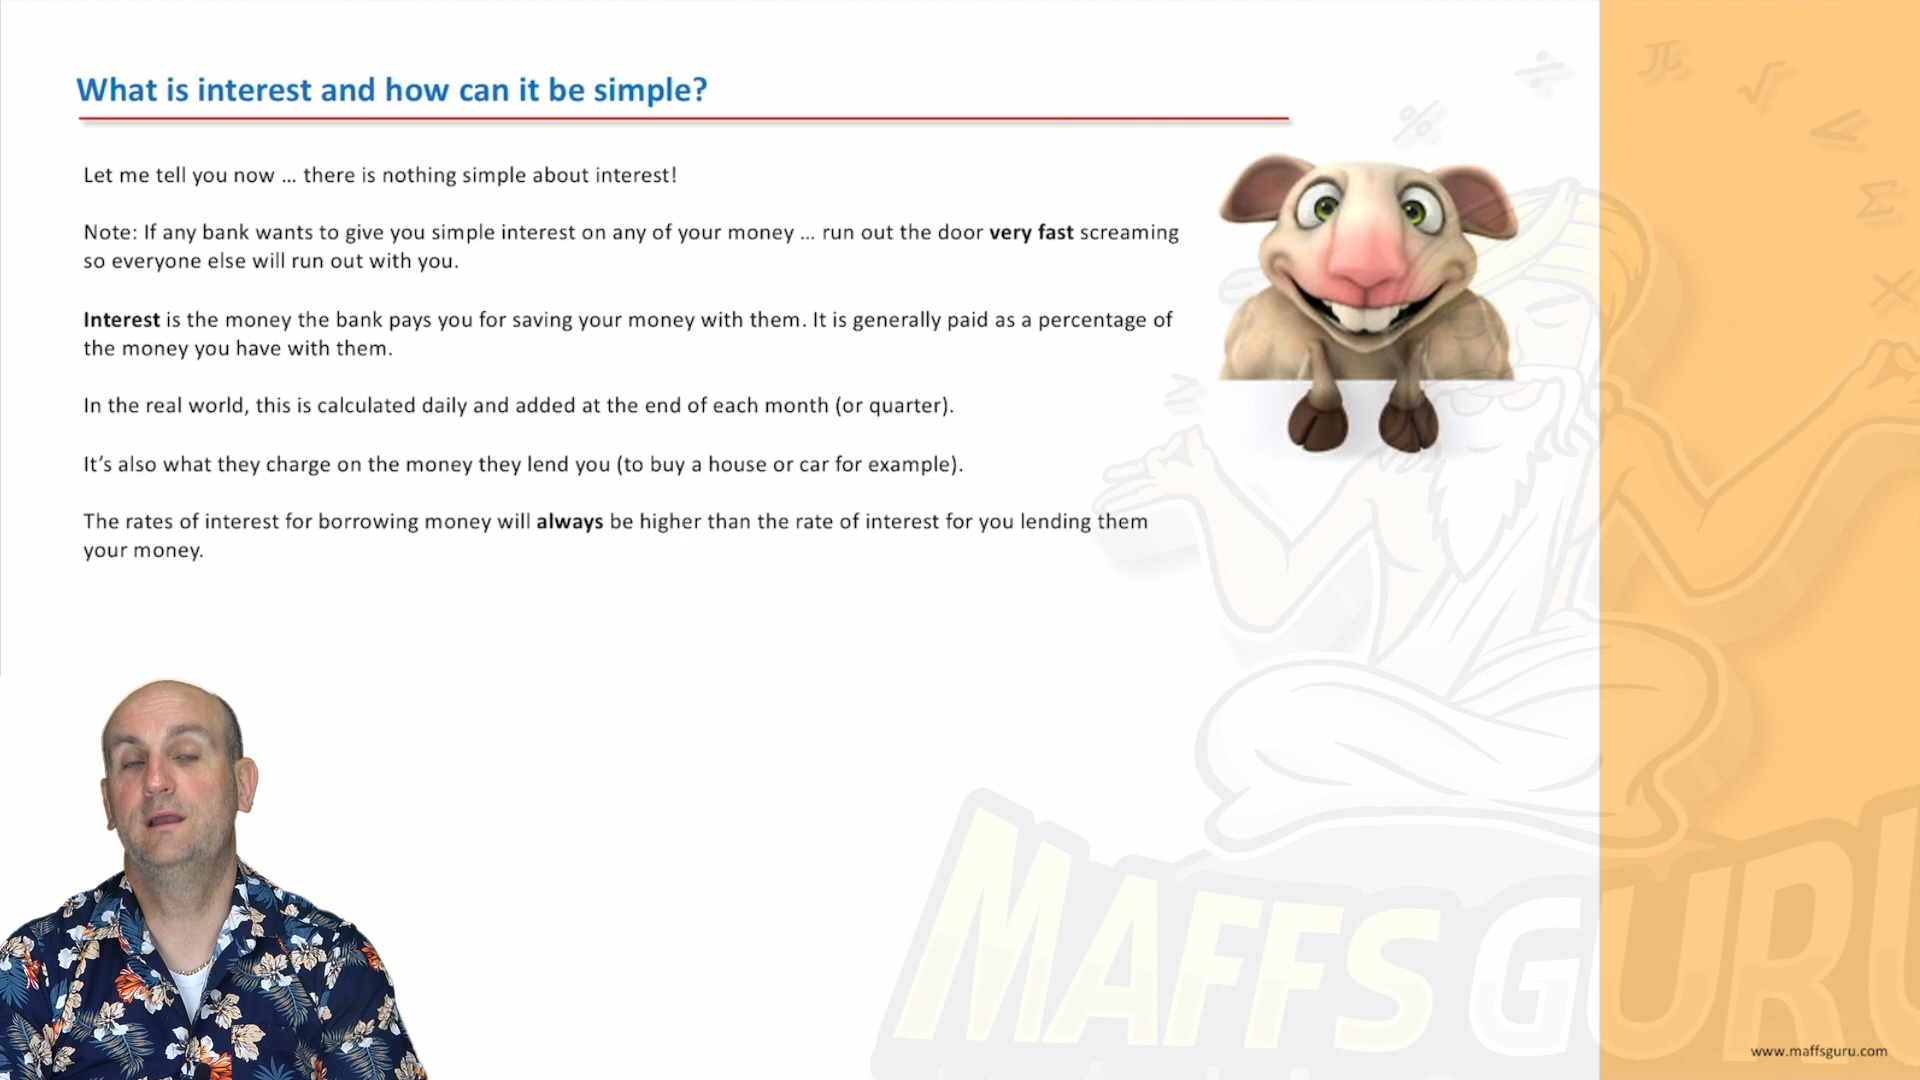 What is interest and how can it be simple?
Let me tell you now ... there is nothing simple about interest!
Note: If any bank wants to give you simple interest on any of your money ... run out the door very fast screaming
so everyone else will run out with you.
Interest is the money the bank pays you for saving your money with them. It is generally paid as a percentage of
the money you have with them.
In the real world, this is calculated daily and added at the end of each month (or quarter).
It’s also what they charge on the money they lend you (to buy a house or car for example).
The rates of interest for borrowing money will always be higher than the rate of interest for you lending them
your money.
MAFFS GURU
www.maffsguru.com